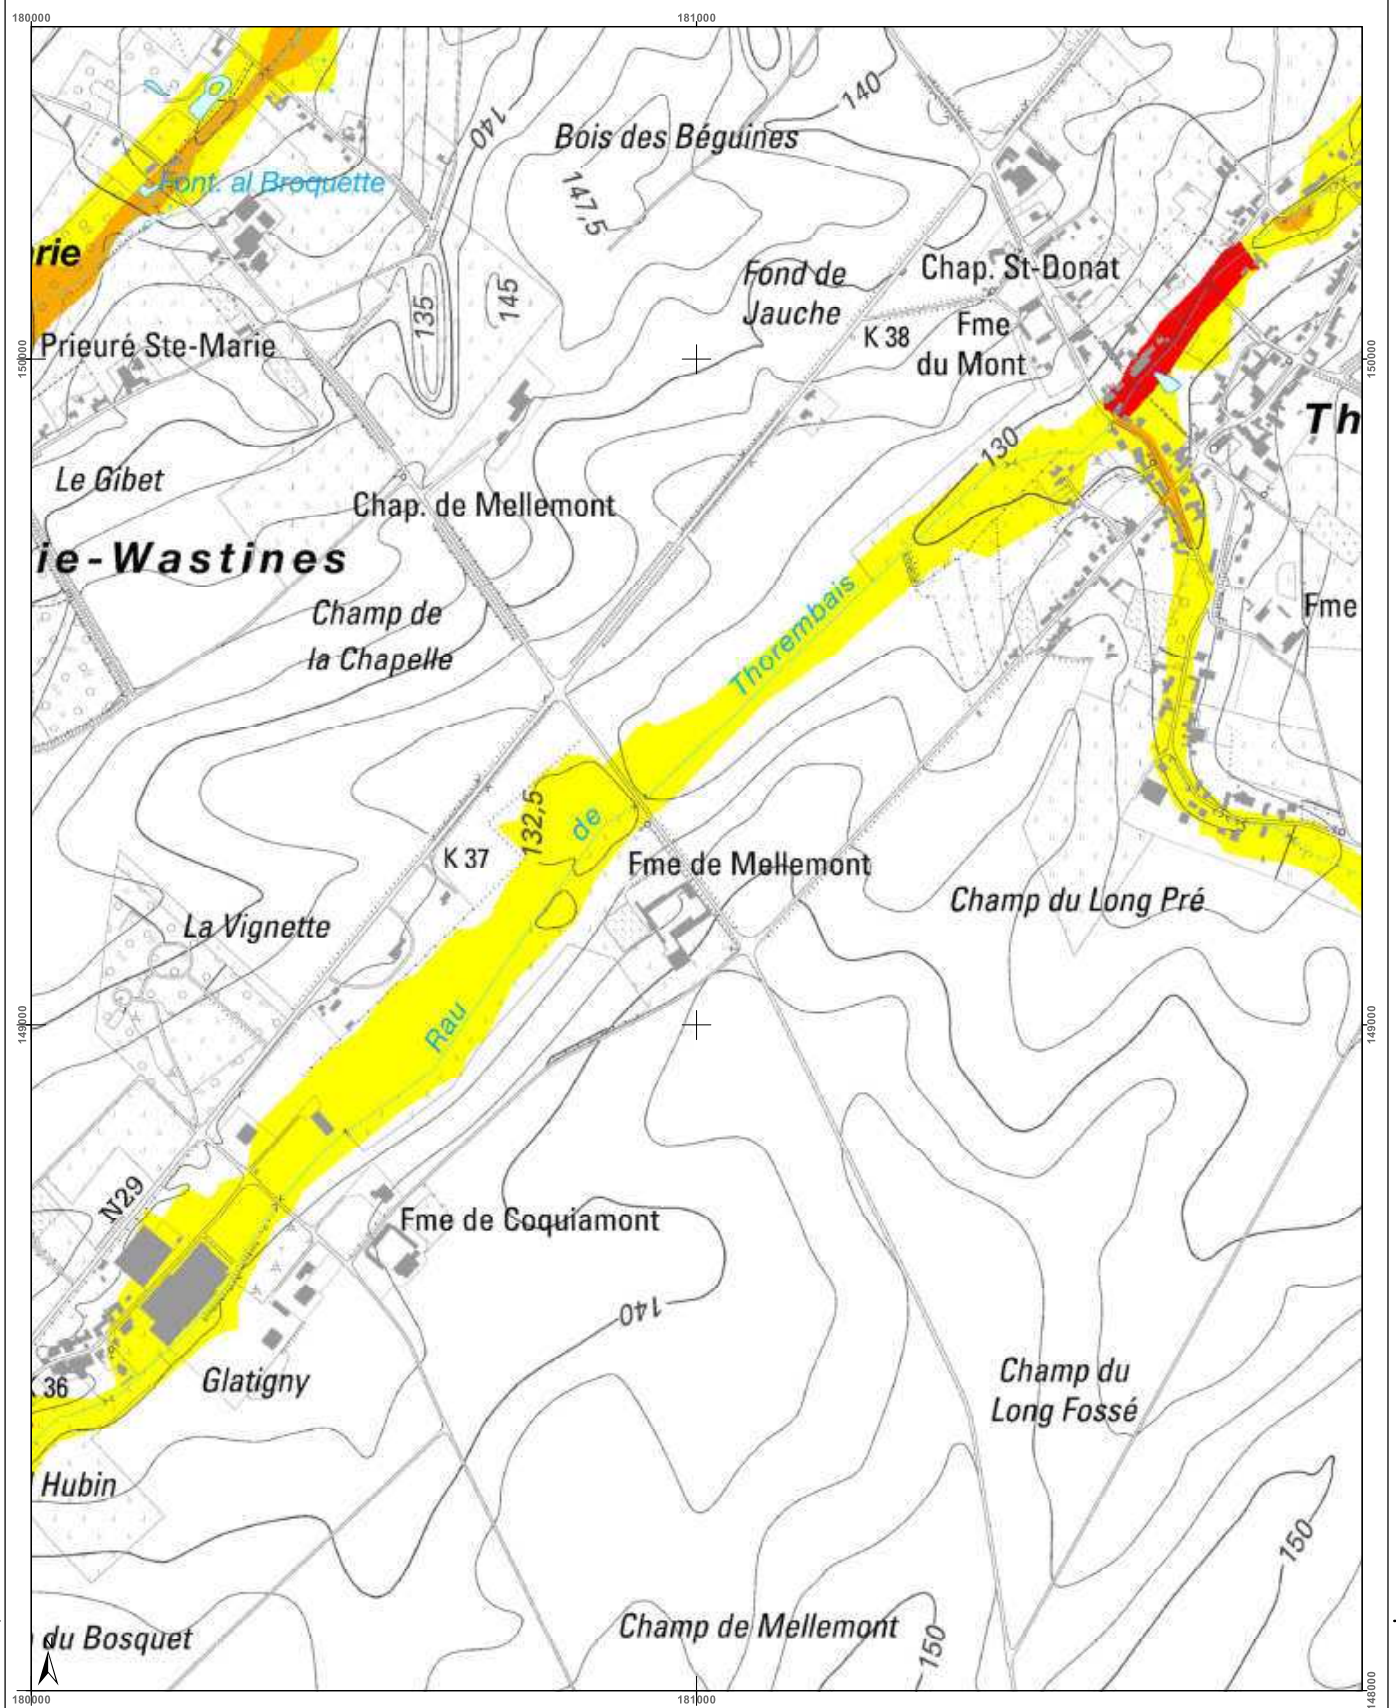 180000
181000
140
140
Bois des Béguines
147,5
Font. al Broquette
rie
Fond de
Jauche
Chap. St-Donat
135
145
K 38
Fme
du Mont
Prieuré Ste-Marie
150000
150000
Th
130
Le Gibet
Chap. de Mellemont
ie-Wastines
Champ de
la Chapelle
Thorembais
Fme
132,5
de
K 37
Fme de Mellemont
La Vignette
Champ du Long Pré
149000
149000
Rau
N29
Fme de Coquiamont
140
Champ du
Long Fossé
Glatigny
36
Hubin
150
du Bosquet
Champ de Mellemont
150
180000
181000
148000